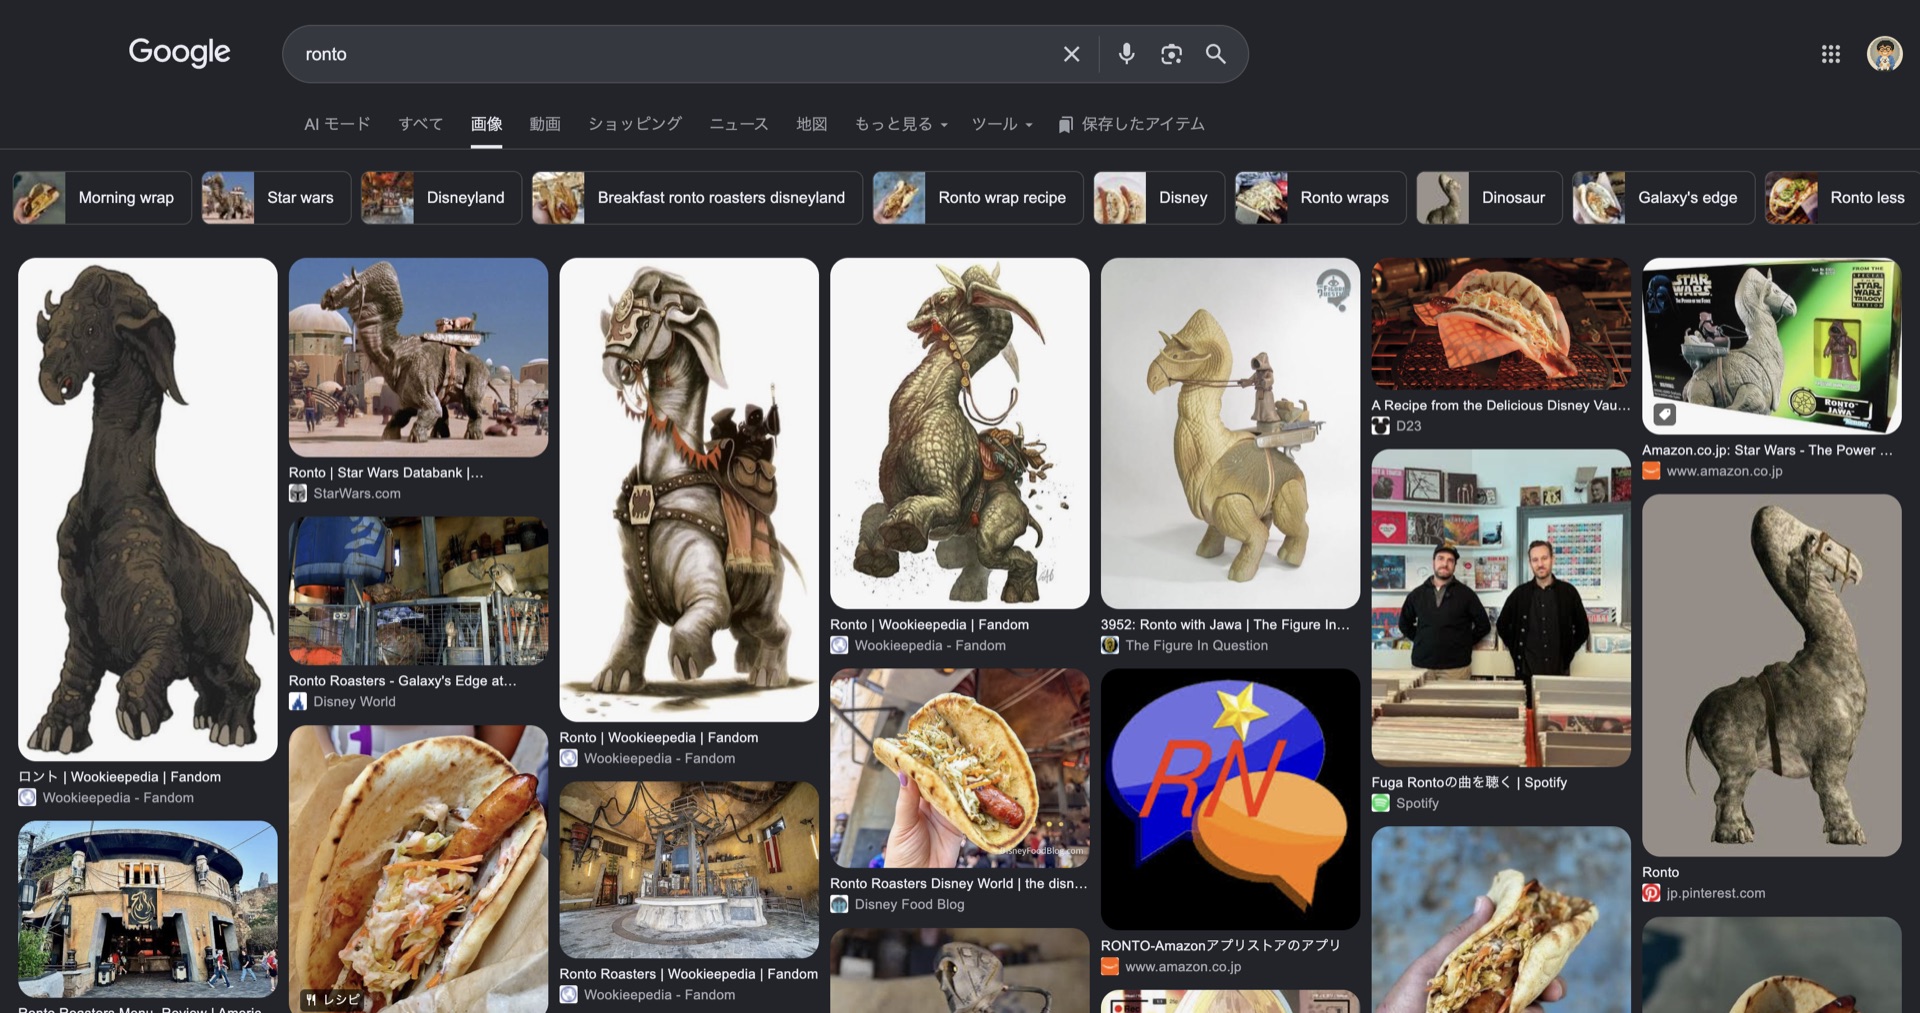 Google
ronto
AI モード
すべて
画像
動画
ショッピング
ニュース
地図
もっと見る
ツール
保存したアイテム
Morning wrap
Star wars
Disneyland
Breakfast ronto roasters disneyland
Ronto wrap recipe
Disney
Ronto wraps
Dinosaur
Galaxy's edge
Ronto less
ロント | Wookieepedia | Fandom
Wookieepedia - Fandom
Ronto | Star Wars Databank |...
StarWars.com
Ronto Roasters - Galaxy's Edge at...
Disney World
レシピ
Ronto | Wookieepedia | Fandom
Wookieepedia - Fandom
Ronto Roasters | Wookieepedia | Fandom
Wookieepedia - Fandom
Ronto | Wookieepedia | Fandom
Wookieepedia - Fandom
DisneyFoodBlog.com
Ronto Roasters Disney World | the disn...
Disney Food Blog
3952: Ronto with Jawa | The Figure In...
The Figure In Question
RN
RONTO-Amazonアプリストアのアプリ
www.amazon.co.jp
A Recipe from the Delicious Disney Vau...
D23
Fuga Rontoの曲を聴く | Spotify
Spotify
STAR WARS
RONTO
JAWA
Amazon.co.jp: Star Wars - The Power ...
www.amazon.co.jp
Ronto
jp.pinterest.com